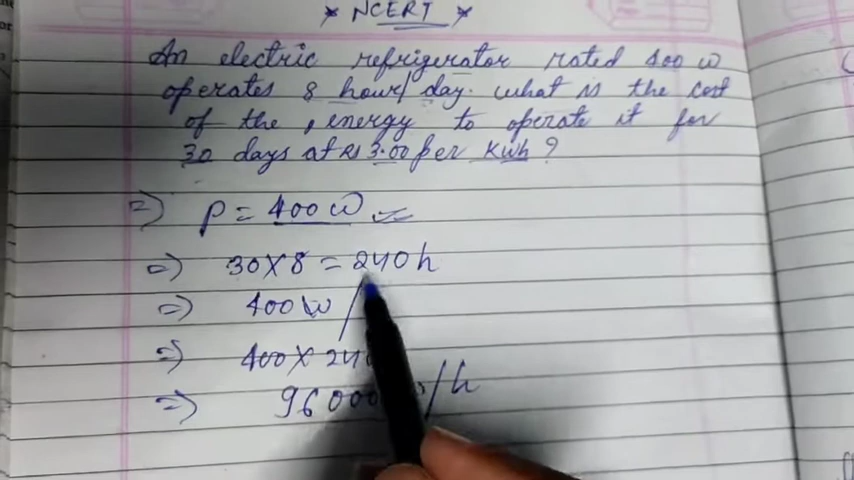 * NCERT *
An electric refrigerator rated 400 W
operates 8 hour/day. what is the cost
of the energy to operate it for
30 days at Rs 3.00 per kwh ?
=> P = 400 W
=> 30 X 8 = 240 h
=> 400 W /
=> 400 X 24
=> 96000 /h